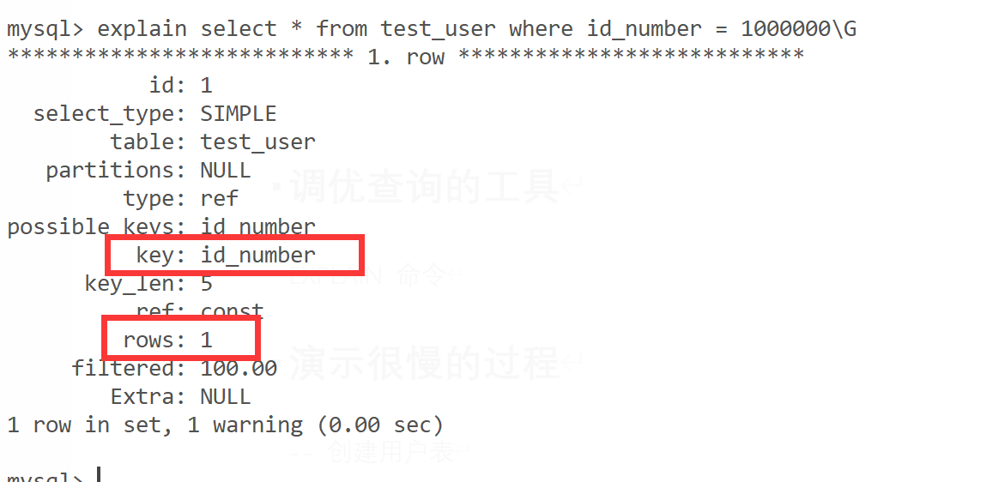 mysql> explain select * from test_user where id_number = 1000000\G
*************************** 1. row ***************************
id: 1
select_type: SIMPLE
table: test_user
partitions: NULL
·调优查询的工具
type: ref
possible_keys: id_number
key: id_number
EXPLAIN 命令
key_len: 5
ref: const
rows: 1
演示很慢的过程
filtered: 100.00
Extra: NULL
1 row in set, 1 warning (0.00 sec)
-- 创建用户表
mysql>